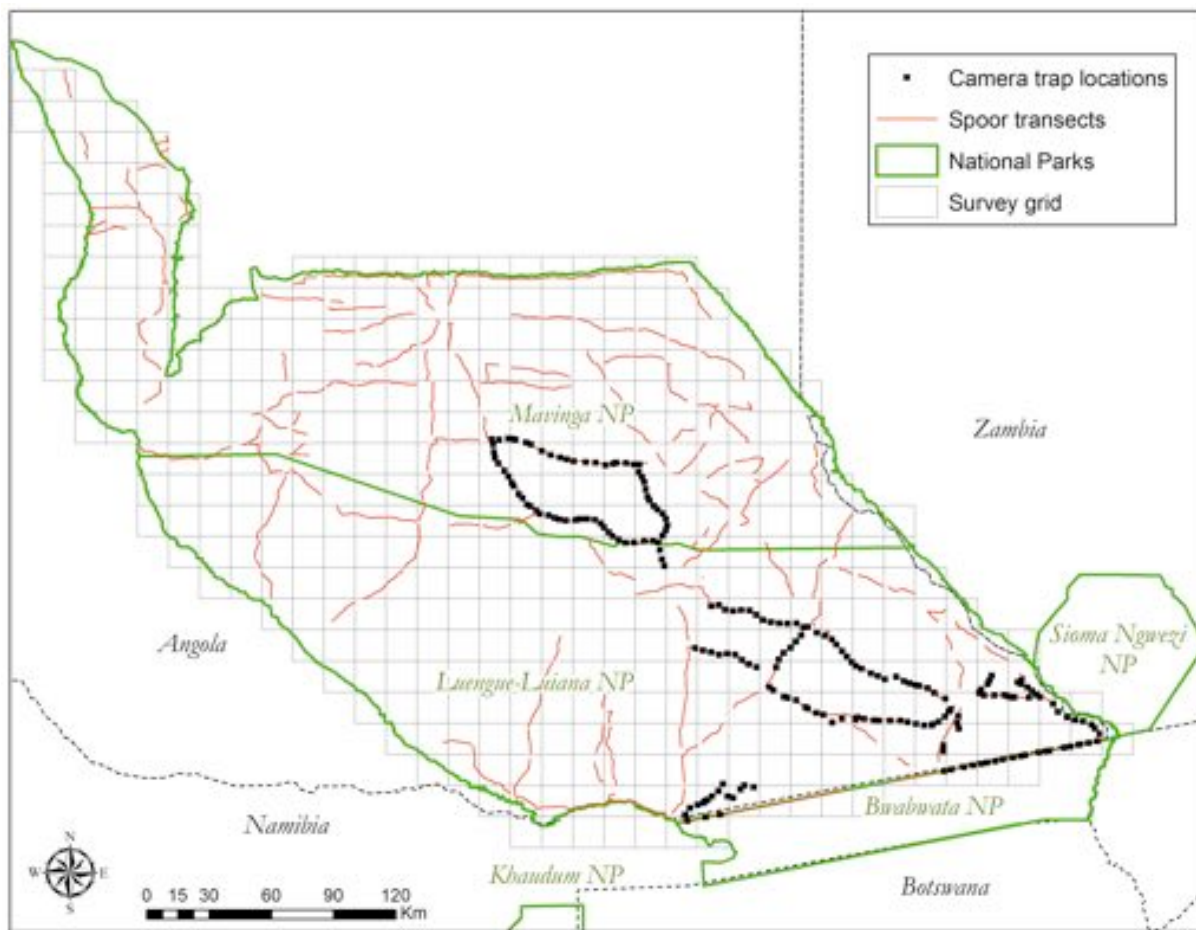 Camera trap locations
Spoor transects
National Parks
Survey grid
Mavinga NP
Zambia
Angola
Sioma Ngwezi
NP
Luengue-Luiana NP
Namibia
Bwabwata NP
Khaudum NP
Botswana
N
W E
S
0 15 30 60 90 120
Km